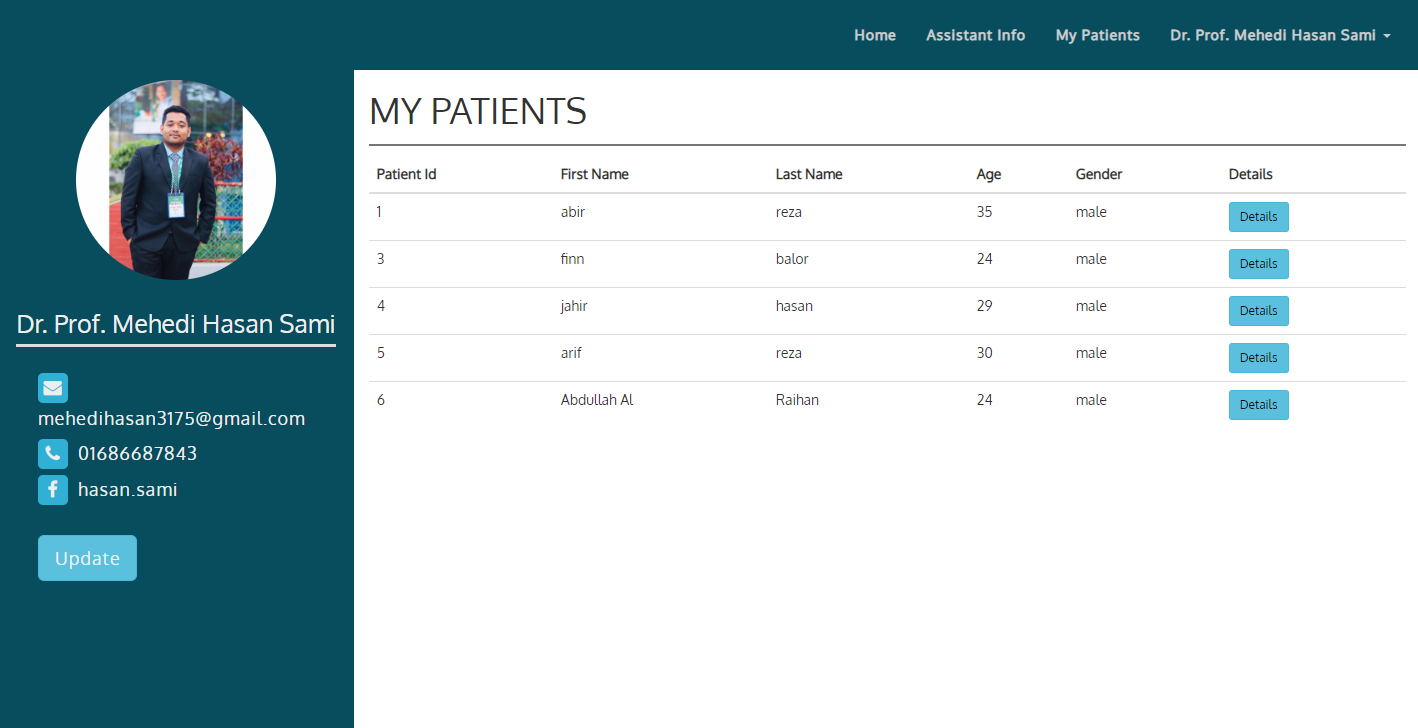 Home Assistant Info My Patients Dr. Prof. Mehedi Hasan Sami
Dr. Prof. Mehedi Hasan Sami
mehedihasan3175@gmail.com
01686687843
hasan.sami
Update
MY PATIENTS
Patient Id First Name Last Name Age Gender Details
1 abir reza 35 male Details
3 finn balor 24 male Details
4 jahir hasan 29 male Details
5 arif reza 30 male Details
6 Abdullah Al Raihan 24 male Details